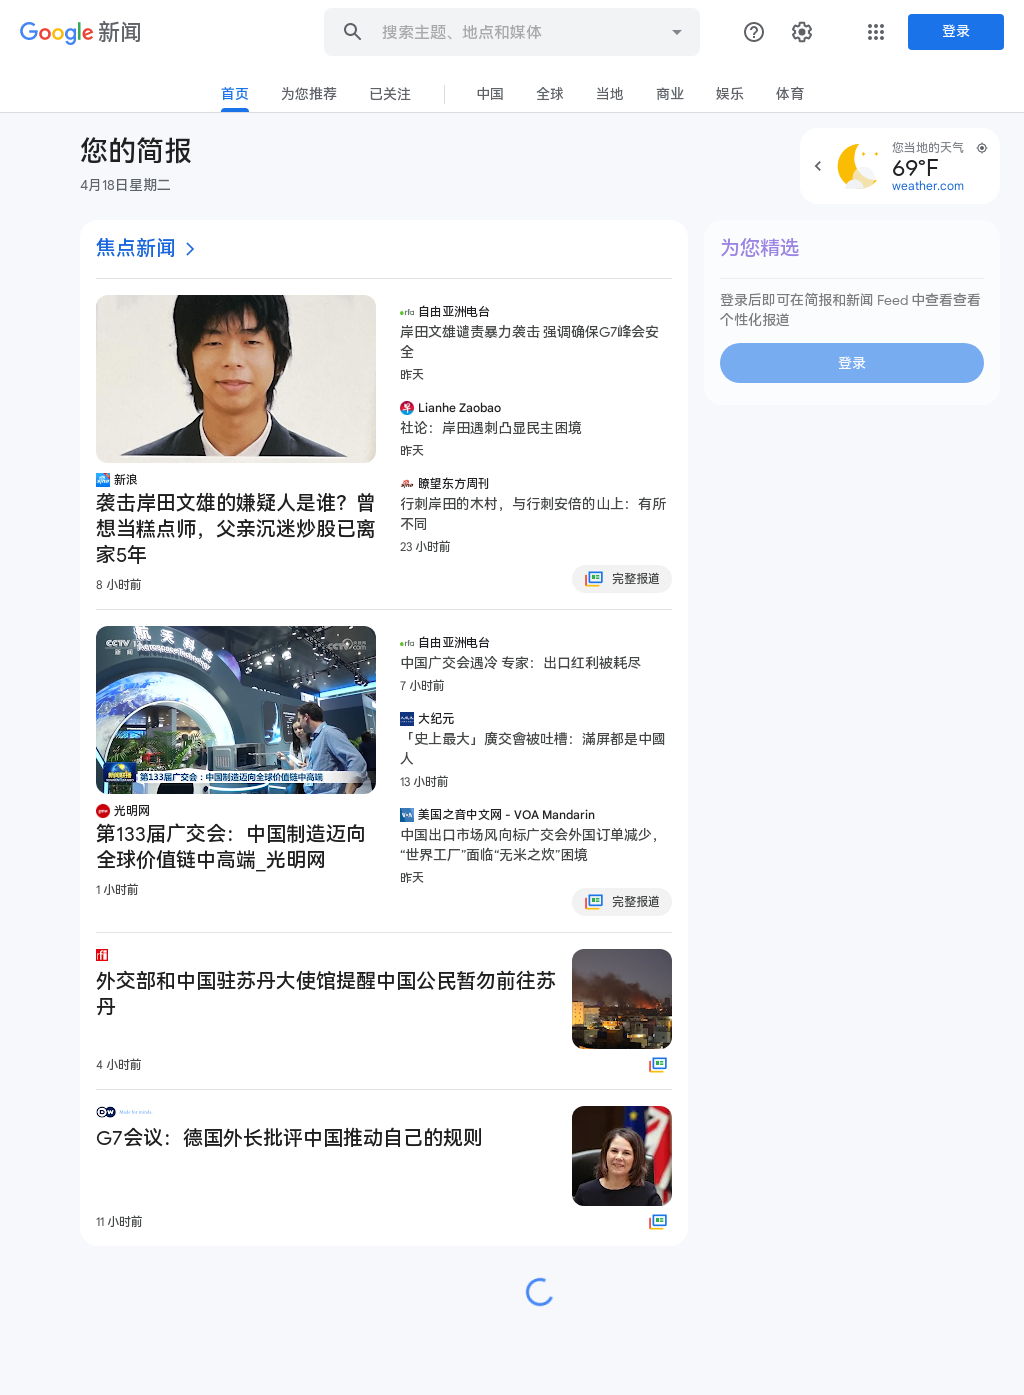 Google 新闻
搜索主题、地点和媒体
登录
首页
为您推荐
已关注
中国
全球
当地
商业
娱乐
体育
您的简报
4月18日星期二
您当地的天气
69°F
weather.com
焦点新闻
新浪
袭击岸田文雄的嫌疑人是谁？曾
想当糕点师，父亲沉迷炒股已离
家5年
8 小时前
rfa 自由亚洲电台
岸田文雄谴责暴力袭击 强调确保G7峰会安
全
昨天
Lianhe Zaobao
社论：岸田遇刺凸显民主困境
昨天
瞭望东方周刊
行刺岸田的木村，与行刺安倍的山上：有所
不同
23 小时前
完整报道
航天科技
CCTV 13
新闻
第133届广交会：中国制造迈向全球价值链中高端
光明网
第133届广交会：中国制造迈向
全球价值链中高端_光明网
1 小时前
rfa 自由亚洲电台
中国广交会遇冷 专家：出口红利被耗尽
7 小时前
大纪元
「史上最大」廣交會被吐槽：滿屏都是中國
人
13 小时前
VOA 美国之音中文网 - VOA Mandarin
中国出口市场风向标广交会外国订单减少，
“世界工厂”面临“无米之炊”困境
昨天
完整报道
rfi
外交部和中国驻苏丹大使馆提醒中国公民暂勿前往苏
丹
4 小时前
DW Made for minds
G7会议：德国外长批评中国推动自己的规则
11 小时前
为您精选
登录后即可在简报和新闻 Feed 中查看查看
个性化报道
登录